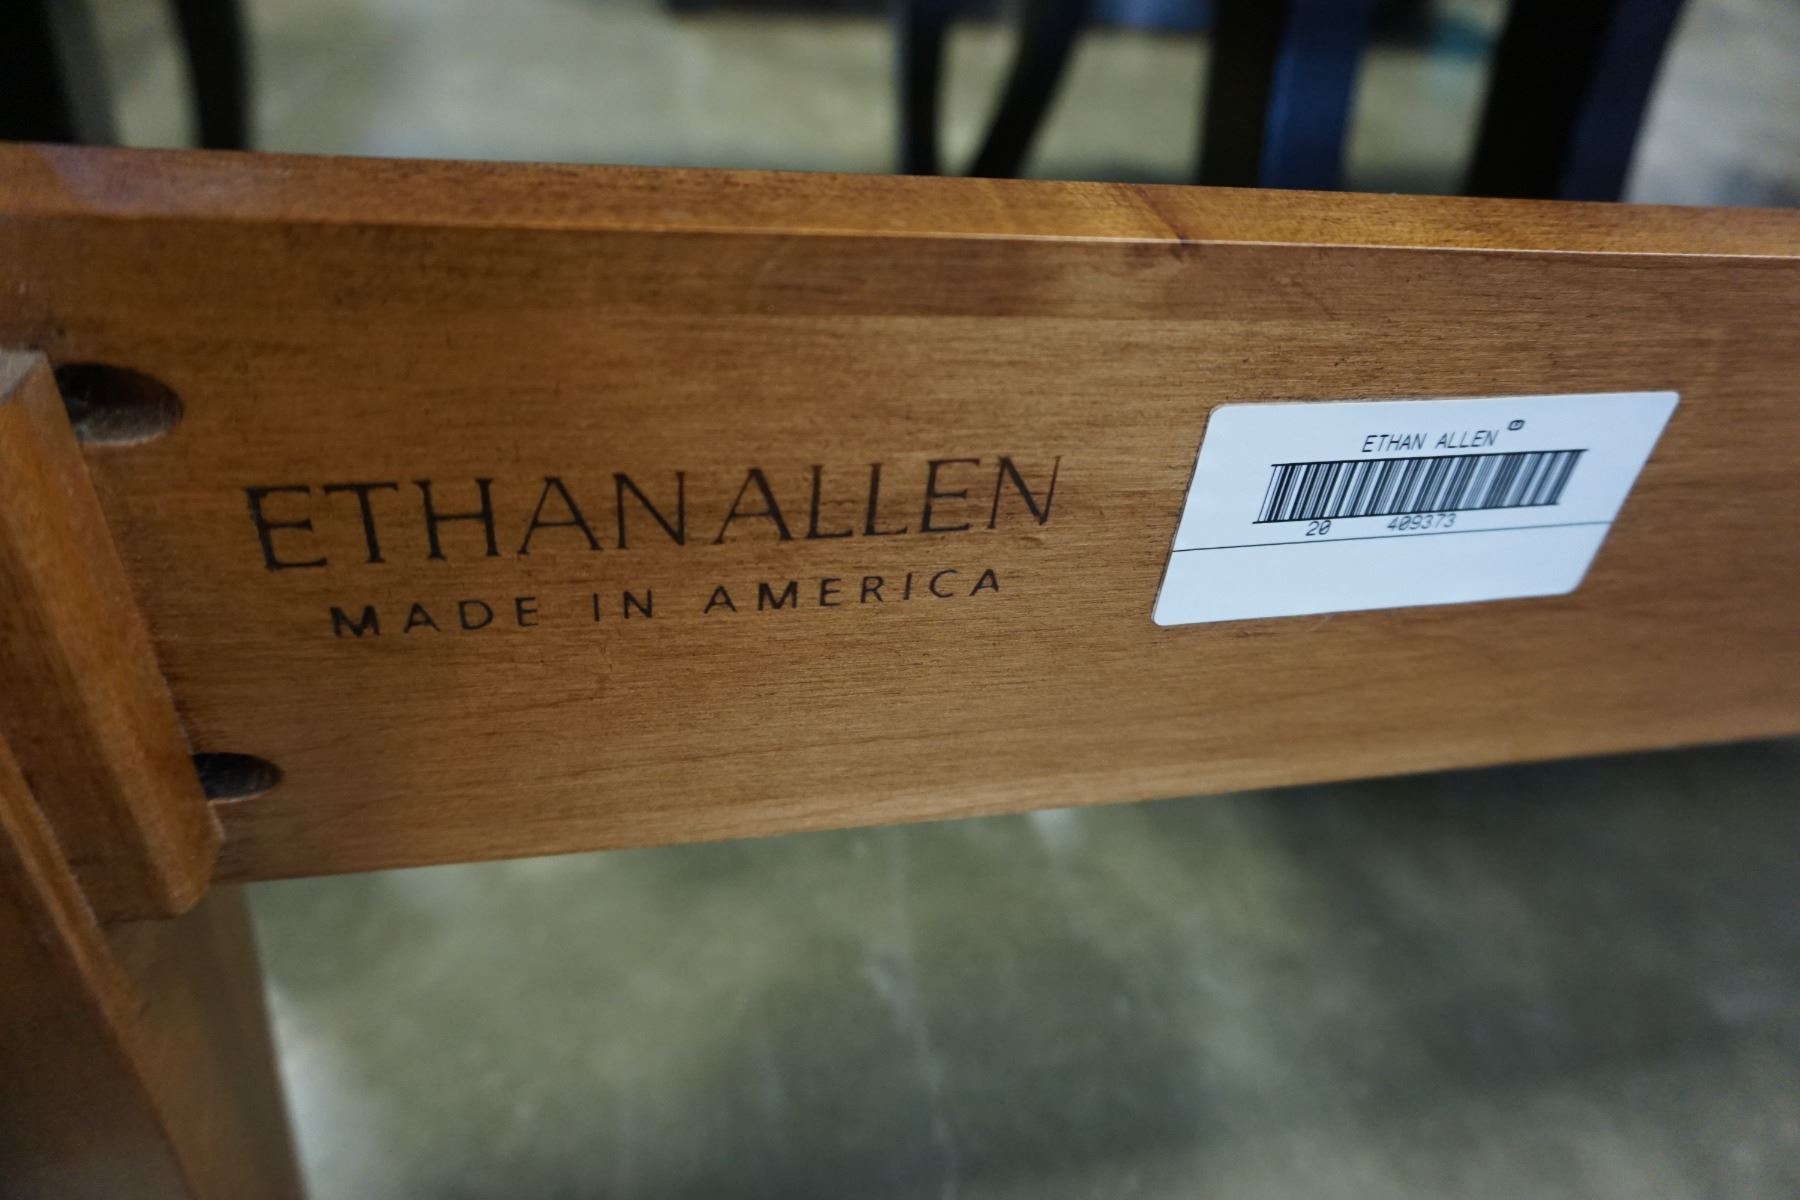 ETHAN ALLEN
MADE IN AMERICA
ETHAN ALLEN ®
20 409373